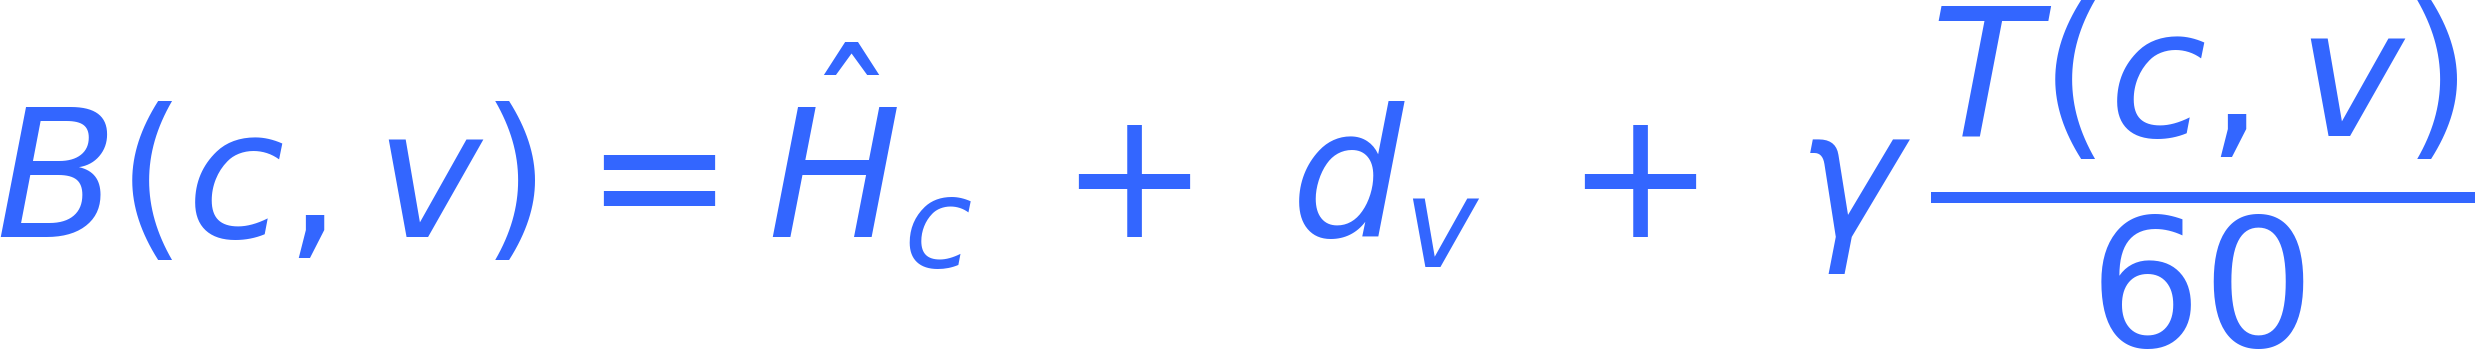 B(c, v) = Ĥ_c + d_v + γ T(c, v)/60